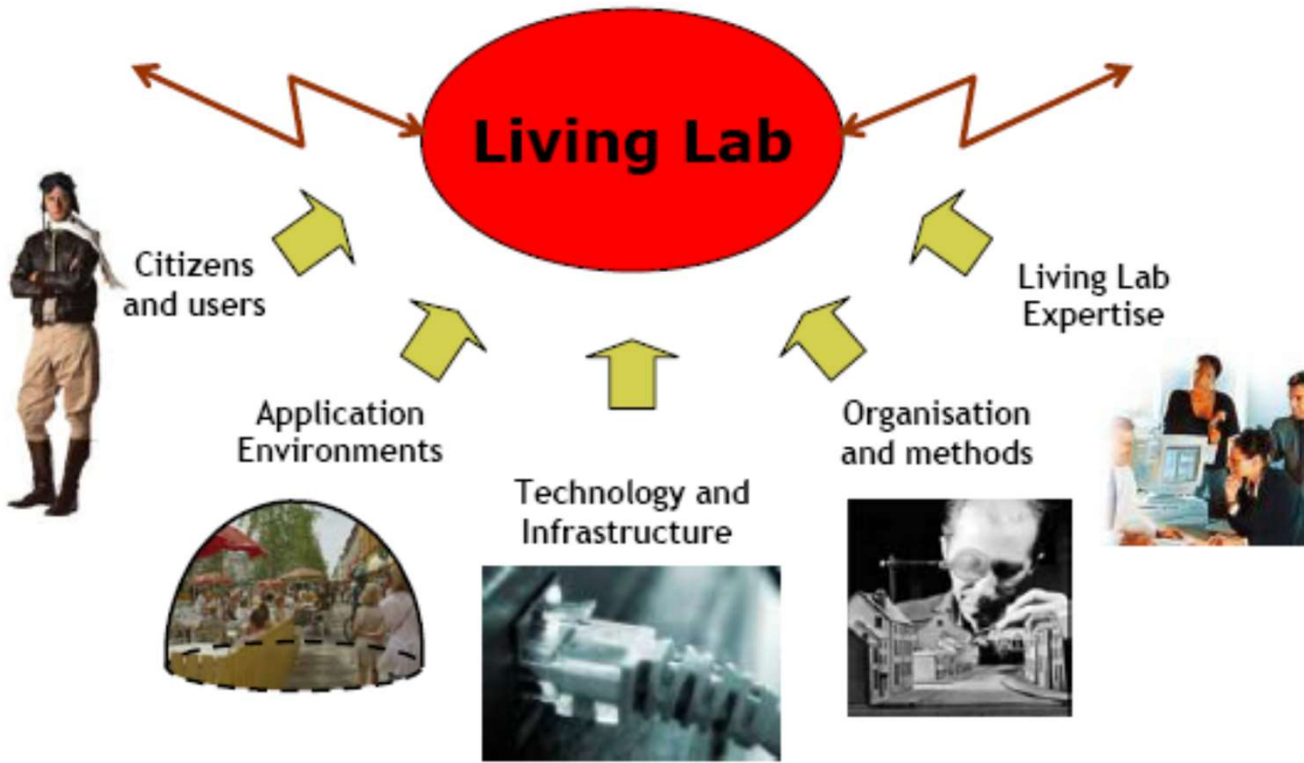 Living Lab
Citizens
and users
Living Lab
Expertise
Application
Environments
Organisation
and methods
Technology and
Infrastructure